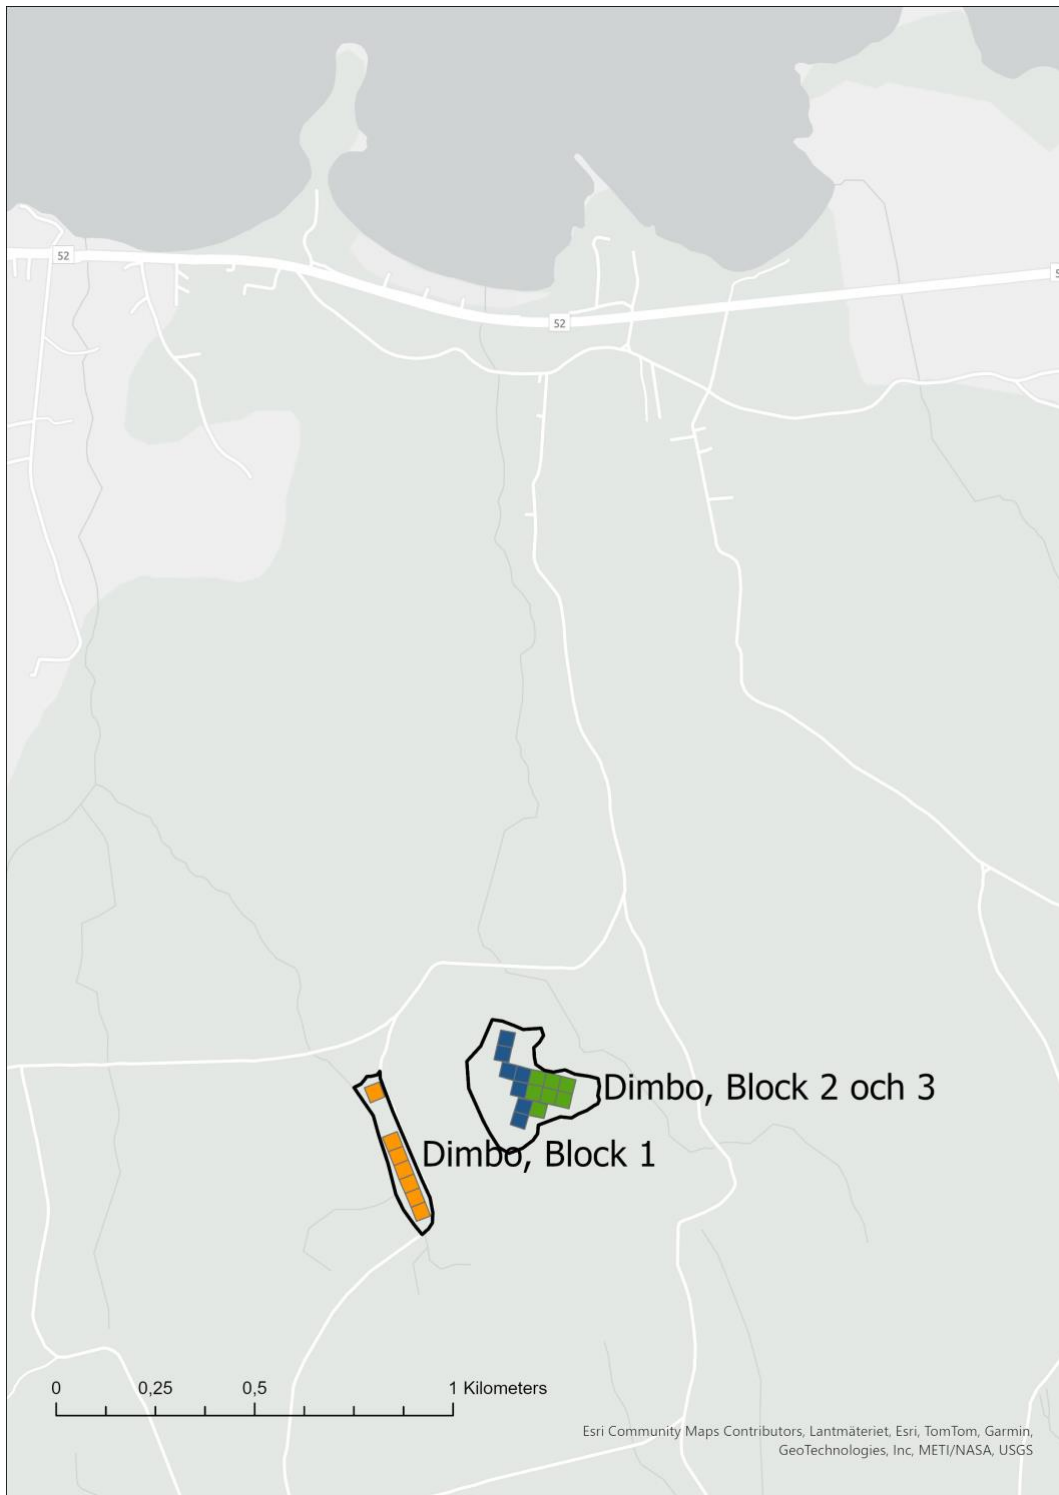 52
52
5
Dimbo, Block 2 och 3
Dimbo, Block 1
0 0,25 0,5 1 Kilometers
Esri Community Maps Contributors, Lantmäteriet, Esri, TomTom, Garmin,
GeoTechnologies, Inc, METI/NASA, USGS